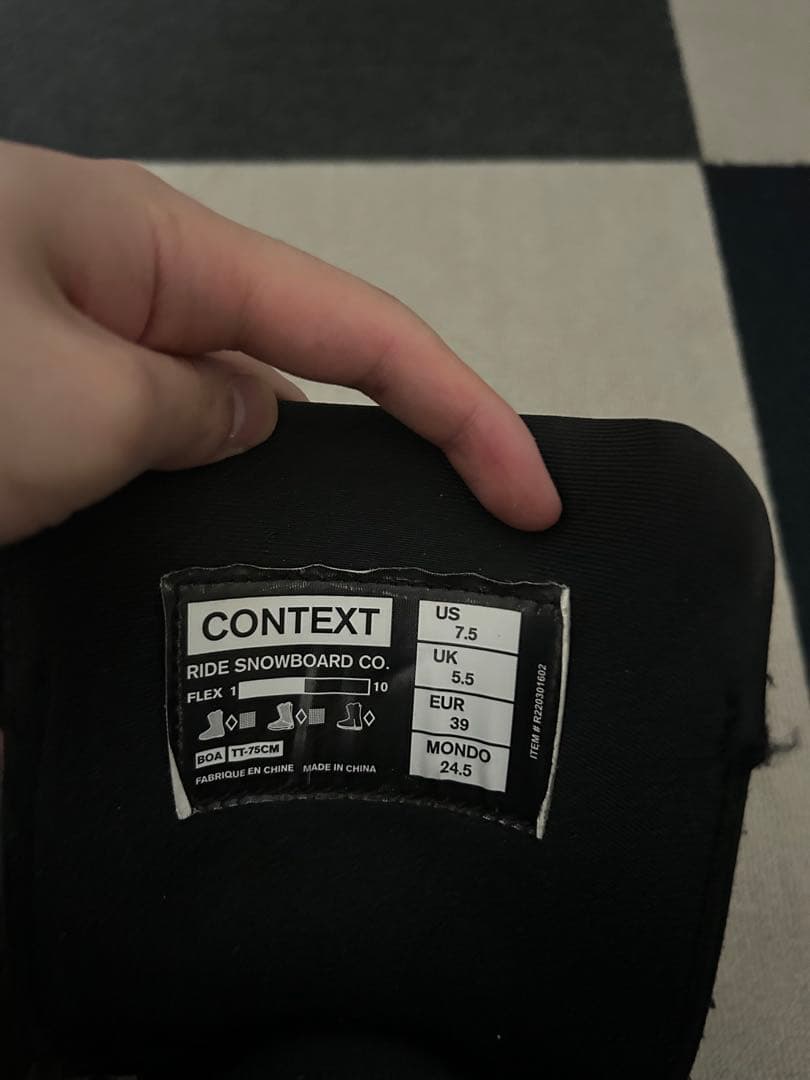 CONTEXT
RIDE SNOWBOARD CO.
FLEX 1 10
BOA TT-75CM
FABRIQUE EN CHINE MADE IN CHINA
US
7.5
UK
5.5
EUR
39
MONDO
24.5
ITEM # R220301602